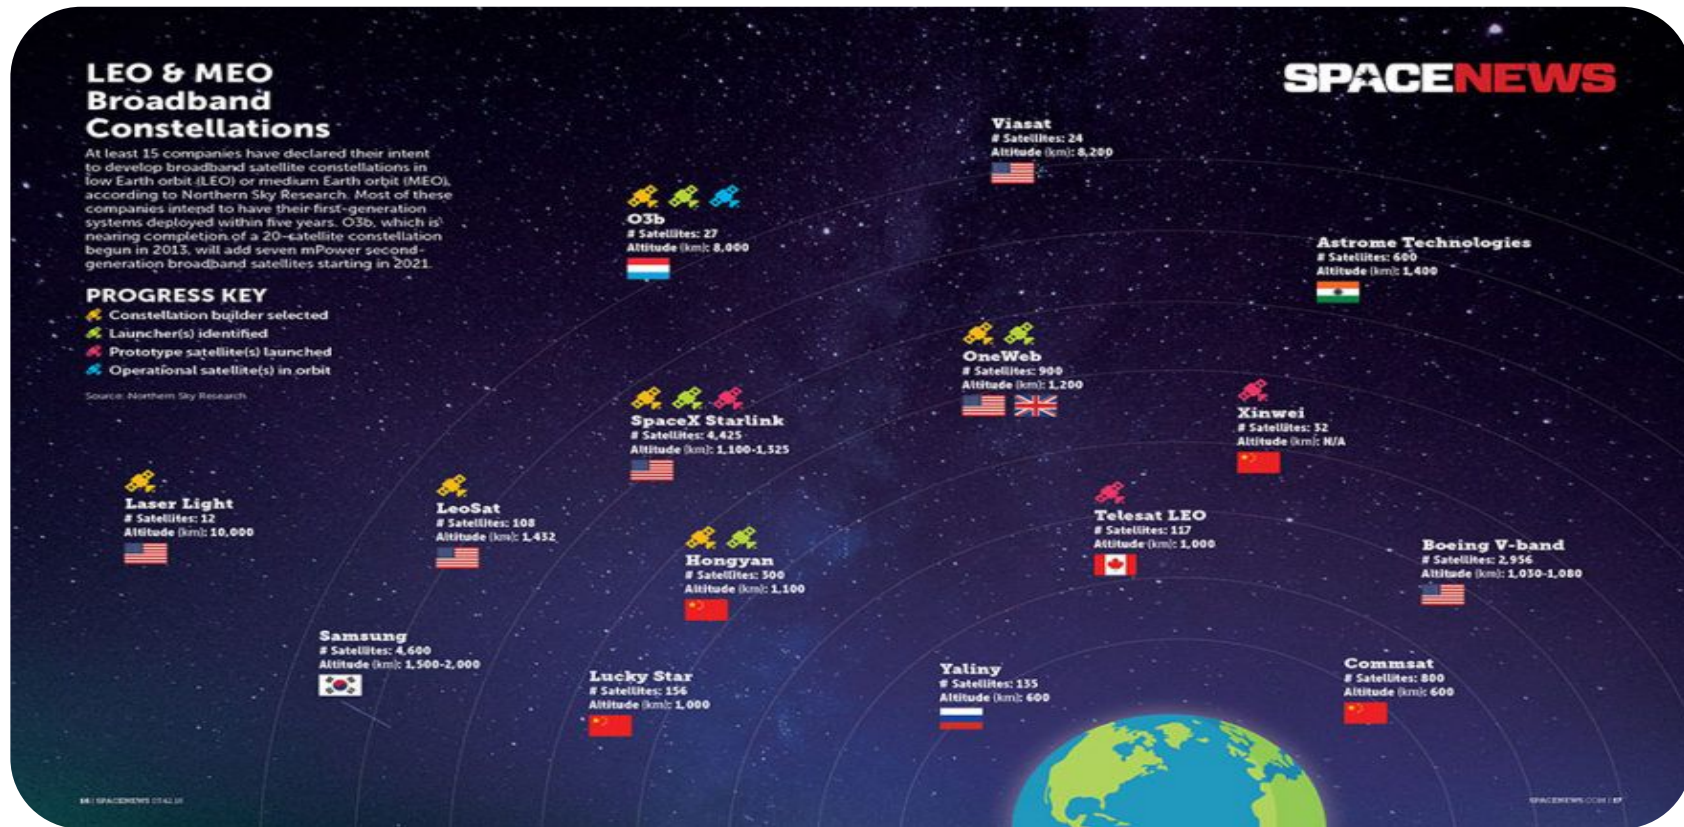 LEO & MEO
Broadband
Constellations
At least 15 companies have declared their intent
to develop broadband satellite constellations in
low Earth orbit (LEO) or medium Earth orbit (MEO),
according to Northern Sky Research. Most of these
companies intend to have their first-generation
systems deployed within five years. O3b, which is
nearing completion of a 20-satellite constellation
begun in 2013, will add seven mPower second-
generation broadband satellites starting in 2021.
PROGRESS KEY
Constellation builder selected
Launcher(s) identified
Prototype satellite(s) launched
Operational satellite(s) in orbit
Source: Northern Sky Research
SPACENEWS
Viasat
# Satellites: 24
Altitude (km): 8,200
O3b
# Satellites: 27
Altitude (km): 8,000
Astrome Technologies
# Satellites: 600
Altitude (km): 1,400
OneWeb
# Satellites: 900
Altitude (km): 1,200
SpaceX Starlink
# Satellites: 4,425
Altitude (km): 1,100-1,325
Xinwei
# Satellites: 32
Altitude (km): N/A
Laser Light
# Satellites: 12
Altitude (km): 10,000
LeoSat
# Satellites: 108
Altitude (km): 1,432
Hongyan
# Satellites: 300
Altitude (km): 1,100
Telesat LEO
# Satellites: 117
Altitude (km): 1,000
Boeing V-band
# Satellites: 2,956
Altitude (km): 1,030-1,080
Samsung
# Satellites: 4,600
Altitude (km): 1,500-2,000
Lucky Star
# Satellites: 156
Altitude (km): 1,000
Yaliny
# Satellites: 135
Altitude (km): 600
Commsat
# Satellites: 800
Altitude (km): 600
SPACENEWS
SPACENEWS.COM